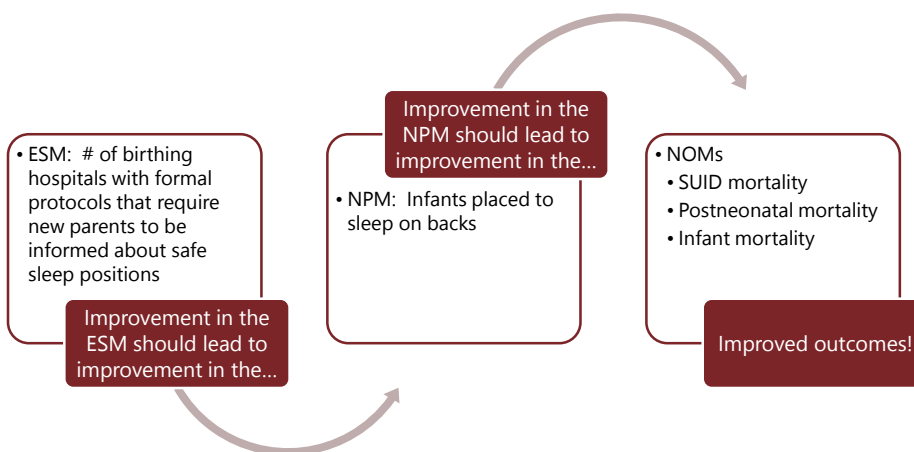 • ESM:  # of birthing
hospitals with formal
protocols that require
new parents to be
informed about safe
sleep positions
Improvement in the
ESM should lead to
improvement in the...
Improvement in the
NPM should lead to
improvement in the...
• NPM:  Infants placed to
sleep on backs
• NOMs
• SUID mortality
• Postneonatal mortality
• Infant mortality
Improved outcomes!